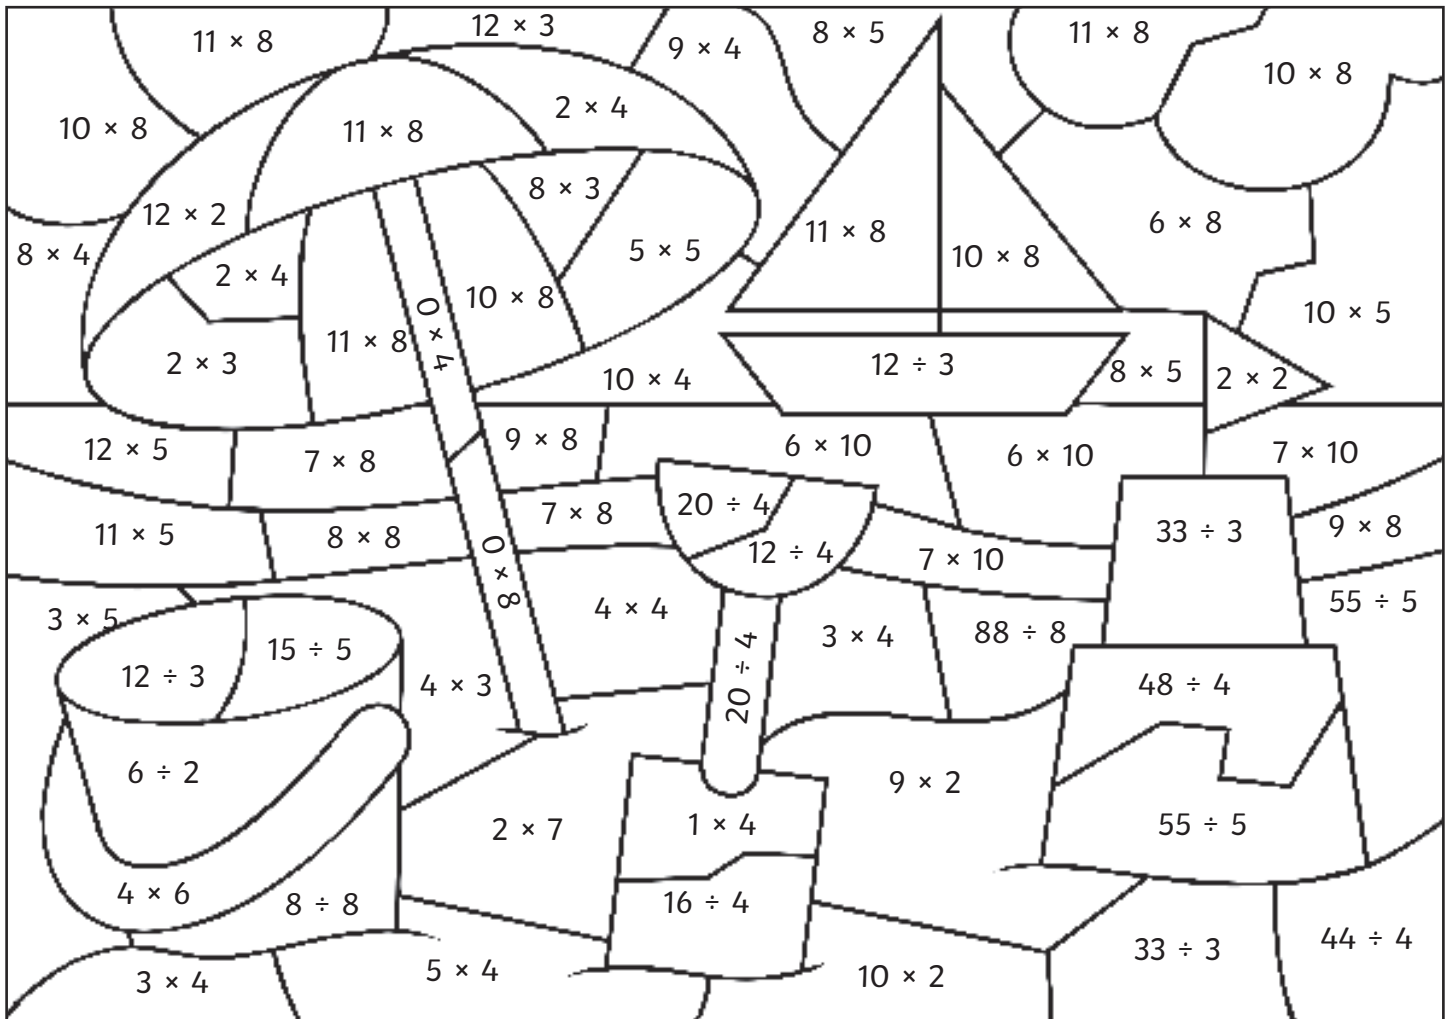 12 × 3
8 × 5
11 × 8
11 × 8
9 × 4
10 × 8
2 × 4
10 × 8
11 × 8
8 × 3
12 × 2
6 × 8
11 × 8
8 × 4
5 × 5
10 × 8
2 × 4
10 × 8
10 × 5
0 × 4
11 × 8
2 × 3
12 ÷ 3
8 × 5
2 × 2
10 × 4
12 × 5
7 × 8
9 × 8
6 × 10
6 × 10
7 × 10
20 ÷ 4
7 × 8
33 ÷ 3
9 × 8
11 × 5
8 × 8
12 ÷ 4
7 × 10
0 × 8
3 × 5
4 × 4
3 × 4
88 ÷ 8
55 ÷ 5
15 ÷ 5
12 ÷ 3
4 × 3
20 ÷ 4
48 ÷ 4
6 ÷ 2
9 × 2
2 × 7
1 × 4
55 ÷ 5
4 × 6
8 ÷ 8
16 ÷ 4
33 ÷ 3
44 ÷ 4
3 × 4
5 × 4
10 × 2